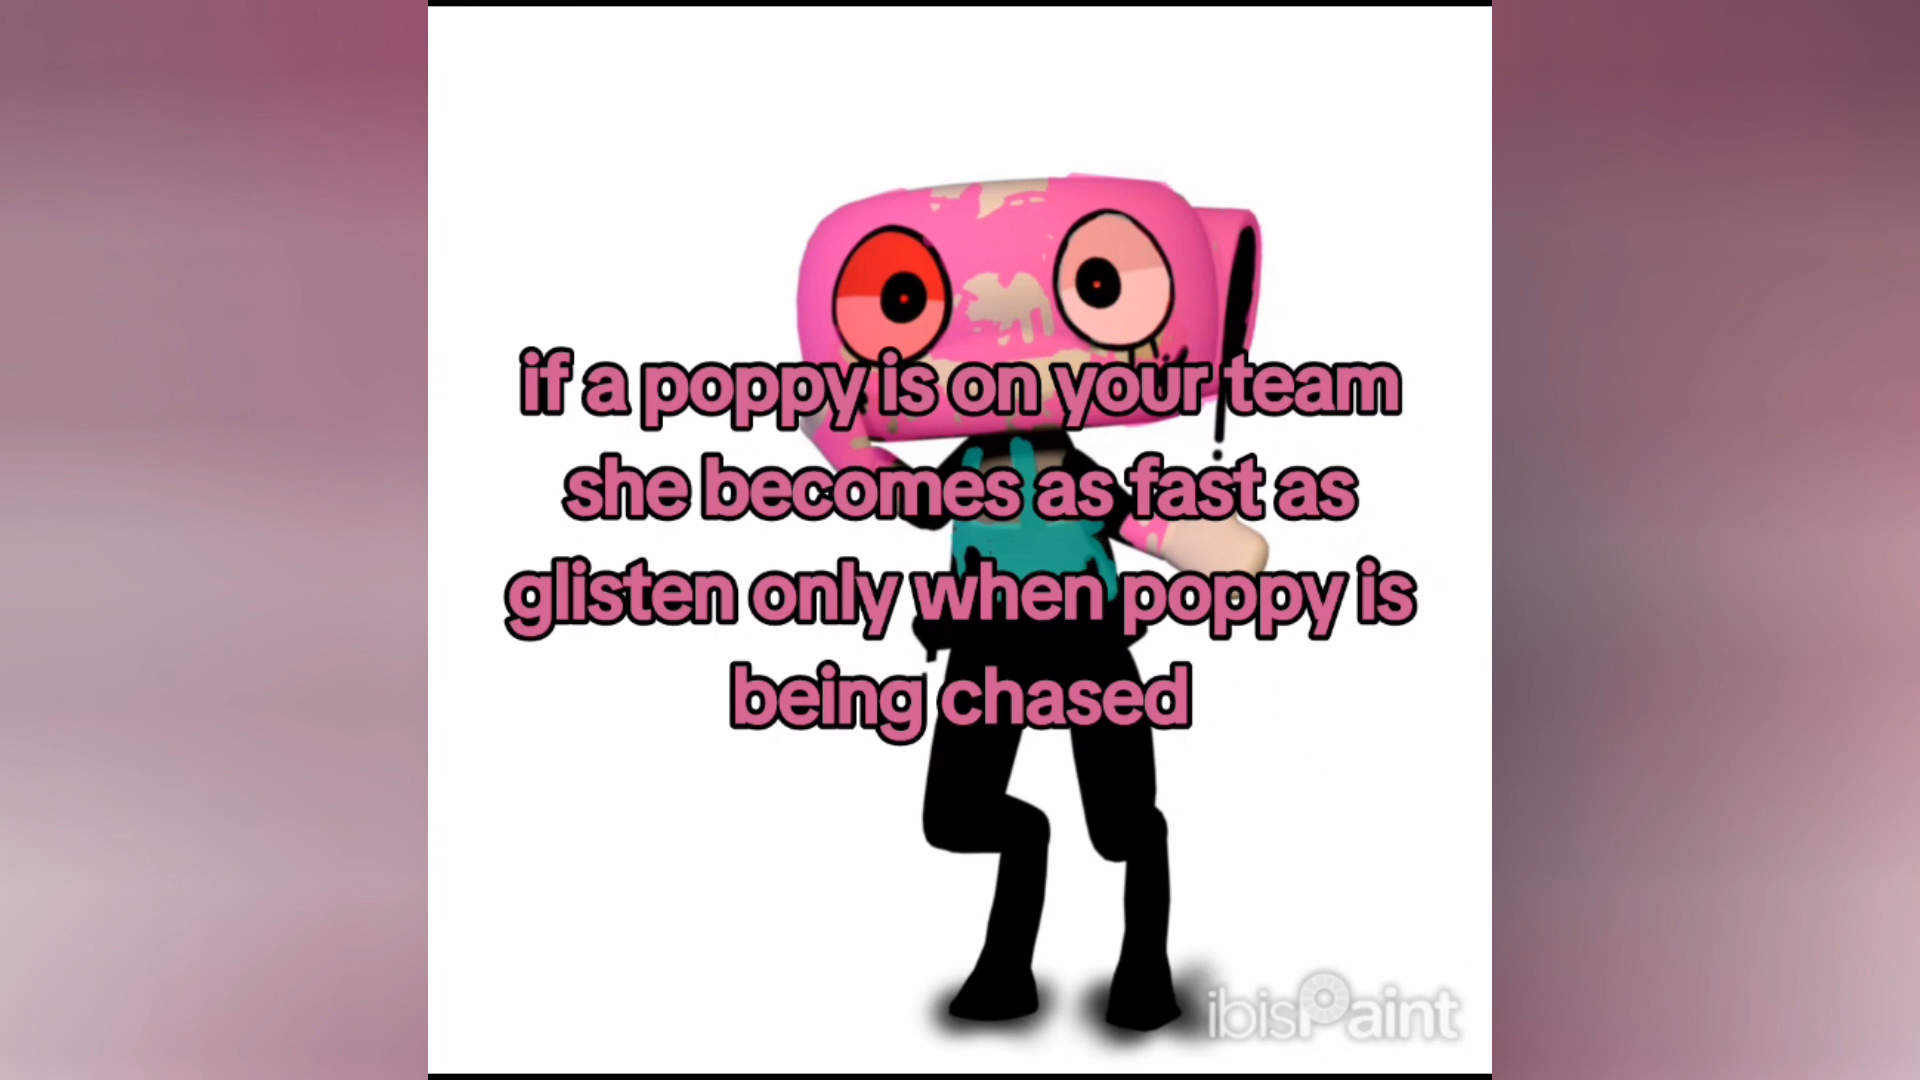 if a poppy is on your team
she becomes as fast as
glisten only when poppy is
being chased
ibisPaint